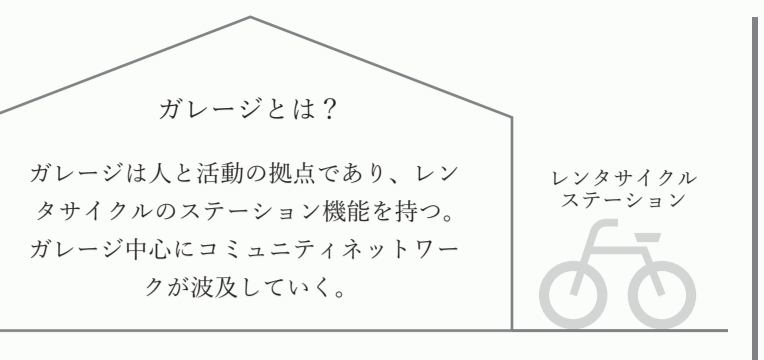 ガレージとは？
ガレージは人と活動の拠点であり、レン
タサイクルのステーション機能を持つ。
ガレージ中心にコミュニティネットワー
クが波及していく。
レンタサイクル
ステーション